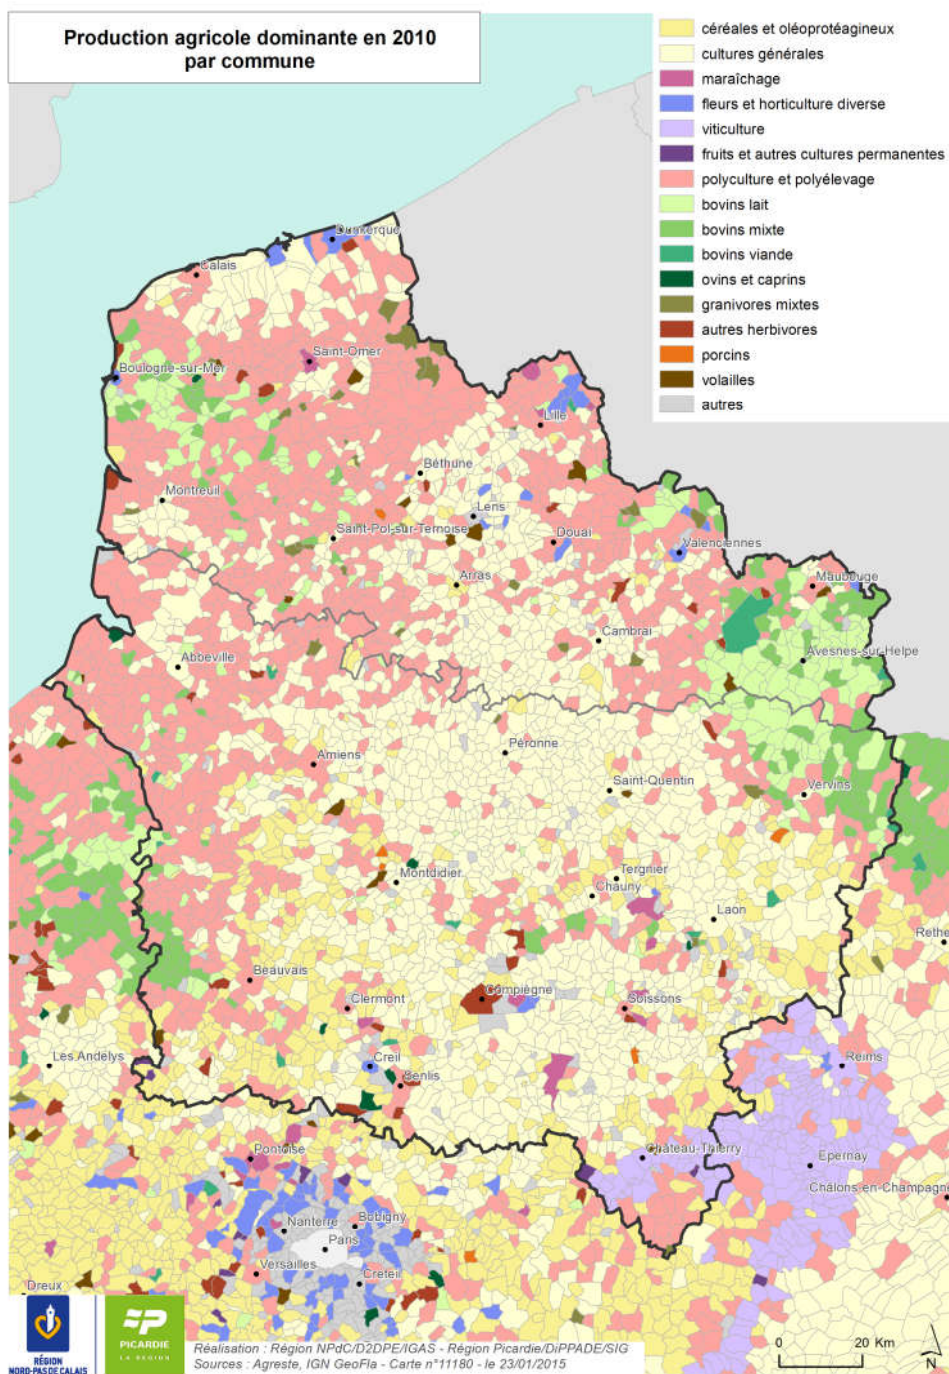 Production agricole dominante en 2010
par commune
céréales et oléoprotéagineux
cultures générales
maraîchage
fleurs et horticulture diverse
viticulture
fruits et autres cultures permanentes
polyculture et polyélevage
bovins lait
bovins mixte
bovins viande
ovins et caprins
granivores mixtes
autres herbivores
porcins
volailles
autres
Dunkerque
Calais
Saint-Omer
Boulogne-sur-Mer
Lille
Béthune
Montreuil
Lens
Saint-Pol-sur-Ternoise
Douai
Valenciennes
Arras
Maubeuge
Cambrai
Avesnes-sur-Helpe
Abbeville
Péronne
Amiens
Saint-Quentin
Vervins
Montdidier
Tergnier
Chauny
Laon
Rethe
Beauvais
Clermont
Compiègne
Soissons
Les Andelys
Creil
Senlis
Reims
Château-Thierry
Pontoise
Epernay
Châlons-en-Champagne
Nanterre
Bobigny
Paris
Versailles
Créteil
Dreux
RÉGION
NORD-PAS DE CALAIS
PICARDIE
LA RÉGION
Réalisation : Région NPdC/D2DPE/IGAS - Région Picardie/DiPPADE/SIG
Sources : Agreste, IGN GeoFla - Carte n°11180 - le 23/01/2015
0 20 Km
N